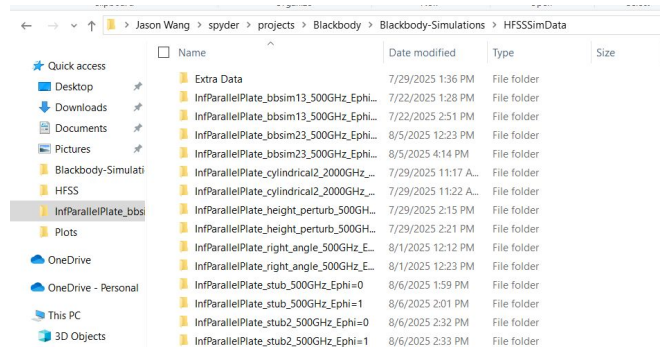 Jason Wang > spyder > projects > Blackbody > Blackbody-Simulations > HFSSSimData
Name Date modified Type Size
Quick access
Desktop
Downloads
Documents
Pictures
Blackbody-Simulati
HFSS
InfParallelPlate_bbsi
Plots
OneDrive
OneDrive - Personal
This PC
3D Objects
Extra Data 7/29/2025 1:36 PM File folder
InfParallelPlate_bbsim13_500GHz_Ephi... 7/22/2025 1:28 PM File folder
InfParallelPlate_bbsim13_500GHz_Ephi... 7/22/2025 2:51 PM File folder
InfParallelPlate_bbsim23_500GHz_Ephi... 8/5/2025 12:23 PM File folder
InfParallelPlate_bbsim23_500GHz_Ephi... 8/5/2025 4:14 PM File folder
InfParallelPlate_cylindrical2_2000GHz_... 7/29/2025 11:17 A... File folder
InfParallelPlate_cylindrical2_2000GHz_... 7/29/2025 11:22 A... File folder
InfParallelPlate_height_perturb_500GH... 7/29/2025 2:15 PM File folder
InfParallelPlate_height_perturb_500GH... 7/29/2025 2:21 PM File folder
InfParallelPlate_right_angle_500GHz_E... 8/1/2025 12:12 PM File folder
InfParallelPlate_right_angle_500GHz_E... 8/1/2025 12:23 PM File folder
InfParallelPlate_stub_500GHz_Ephi=0 8/6/2025 1:59 PM File folder
InfParallelPlate_stub_500GHz_Ephi=1 8/6/2025 2:01 PM File folder
InfParallelPlate_stub2_500GHz_Ephi=0 8/6/2025 2:32 PM File folder
InfParallelPlate_stub2_500GHz_Ephi=1 8/6/2025 2:33 PM File folder